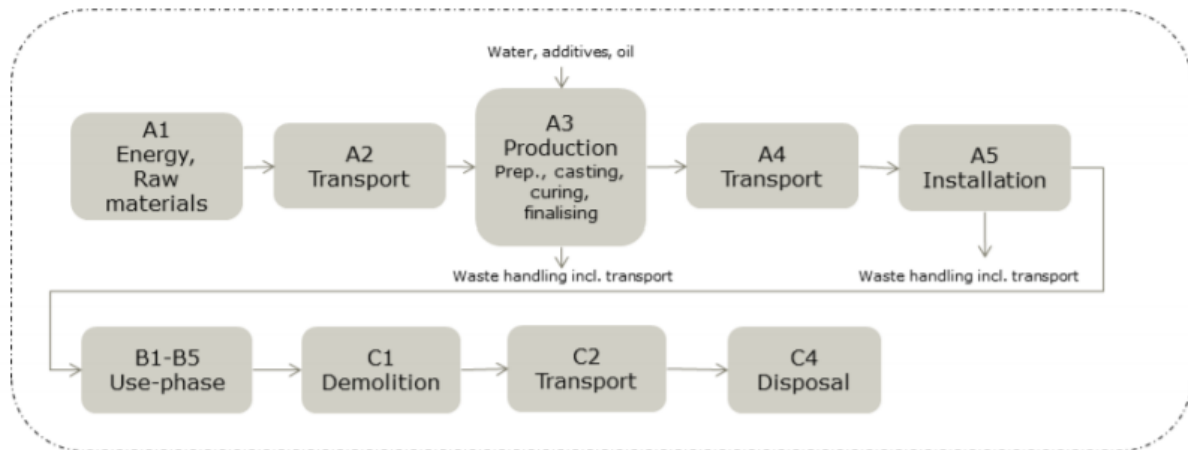 Water, additives, oil
A1
Energy,
Raw
materials
A2
Transport
A3
Production
Prep., casting,
curing,
finalising
A4
Transport
A5
Installation
Waste handling incl. transport
Waste handling incl. transport
B1-B5
Use-phase
C1
Demolition
C2
Transport
C4
Disposal